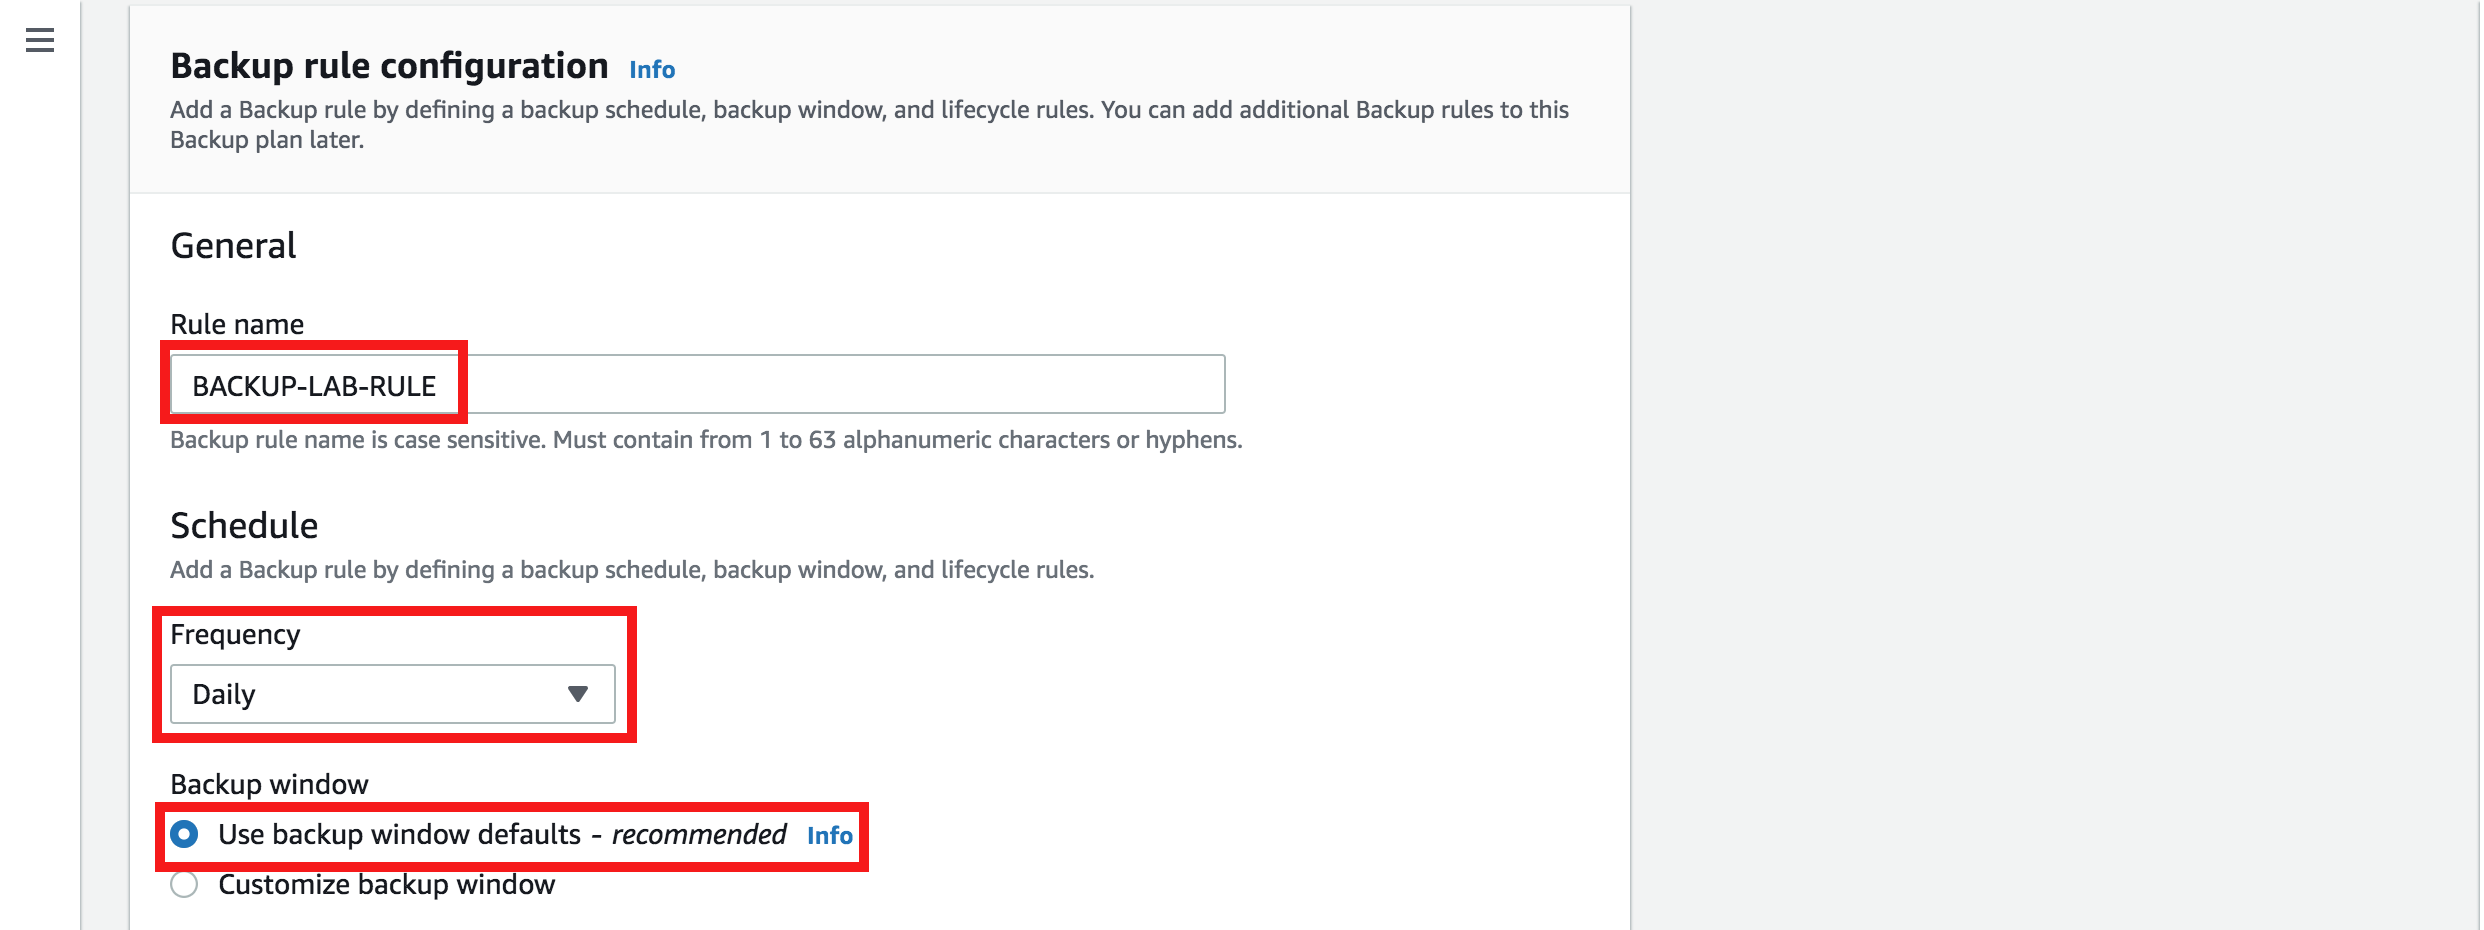 Backup rule configuration Info
Add a Backup rule by defining a backup schedule, backup window, and lifecycle rules. You can add additional Backup rules to this
Backup plan later.
General
Rule name
BACKUP-LAB-RULE
Backup rule name is case sensitive. Must contain from 1 to 63 alphanumeric characters or hyphens.
Schedule
Add a Backup rule by defining a backup schedule, backup window, and lifecycle rules.
Frequency
Daily
Backup window
Use backup window defaults - recommended Info
Customize backup window